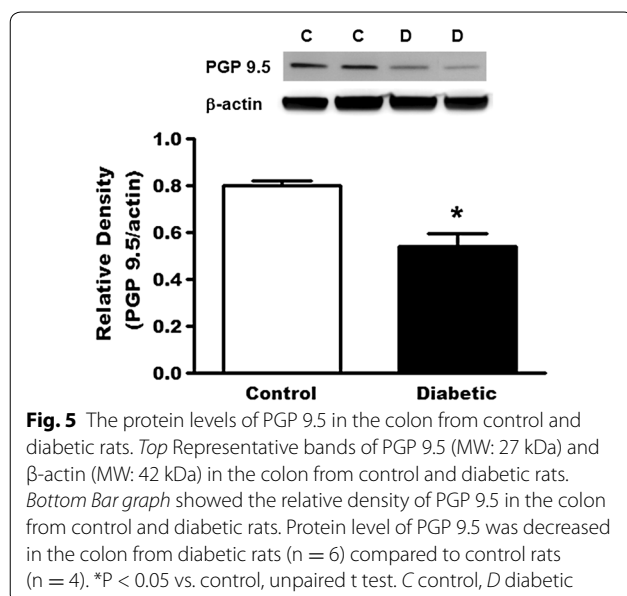 C C D D
PGP 9.5
β-actin
1.0
0.8
0.6
0.4
0.2
0.0
Relative Density
(PGP 9.5/actin)
*
Control Diabetic
Fig. 5 The protein levels of PGP 9.5 in the colon from control and
diabetic rats. Top Representative bands of PGP 9.5 (MW: 27 kDa) and
β-actin (MW: 42 kDa) in the colon from control and diabetic rats.
Bottom Bar graph showed the relative density of PGP 9.5 in the colon
from control and diabetic rats. Protein level of PGP 9.5 was decreased
in the colon from diabetic rats (n = 6) compared to control rats
(n = 4). *P < 0.05 vs. control, unpaired t test. C control, D diabetic